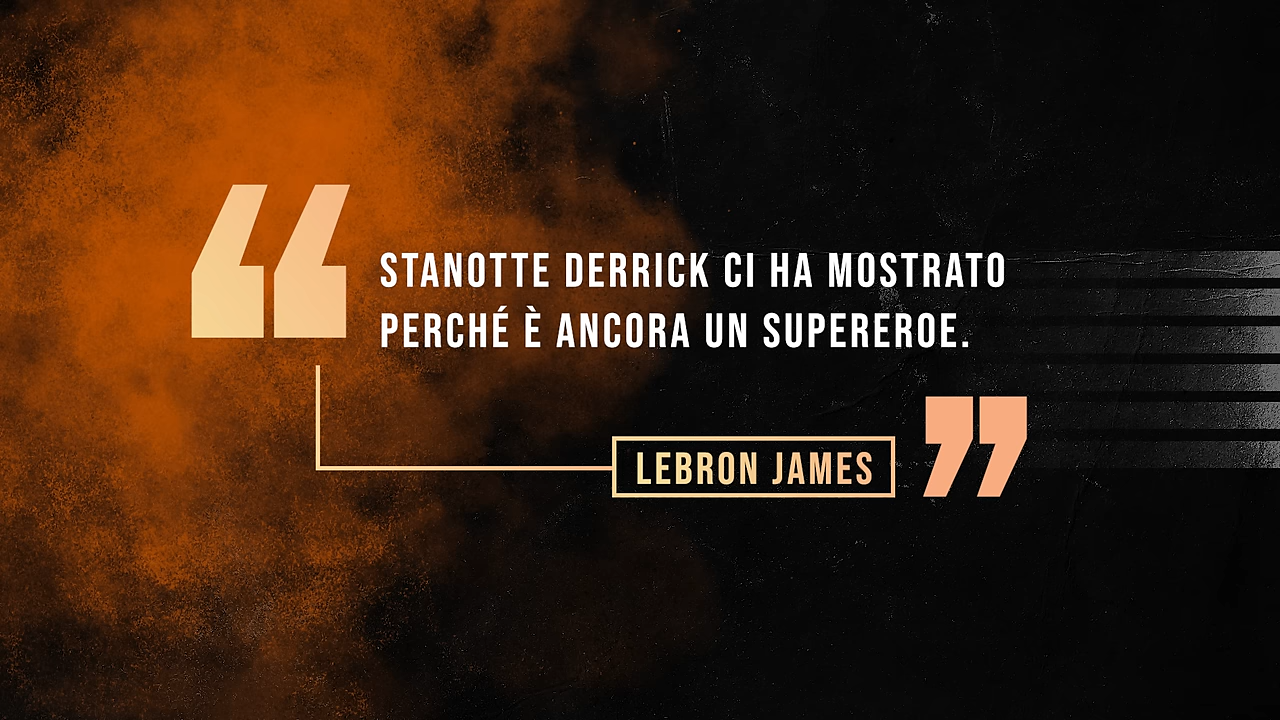 “
STANOTTE DERRICK CI HA MOSTRATO
PERCHÉ È ANCORA UN SUPEREROE.
LEBRON JAMES
”